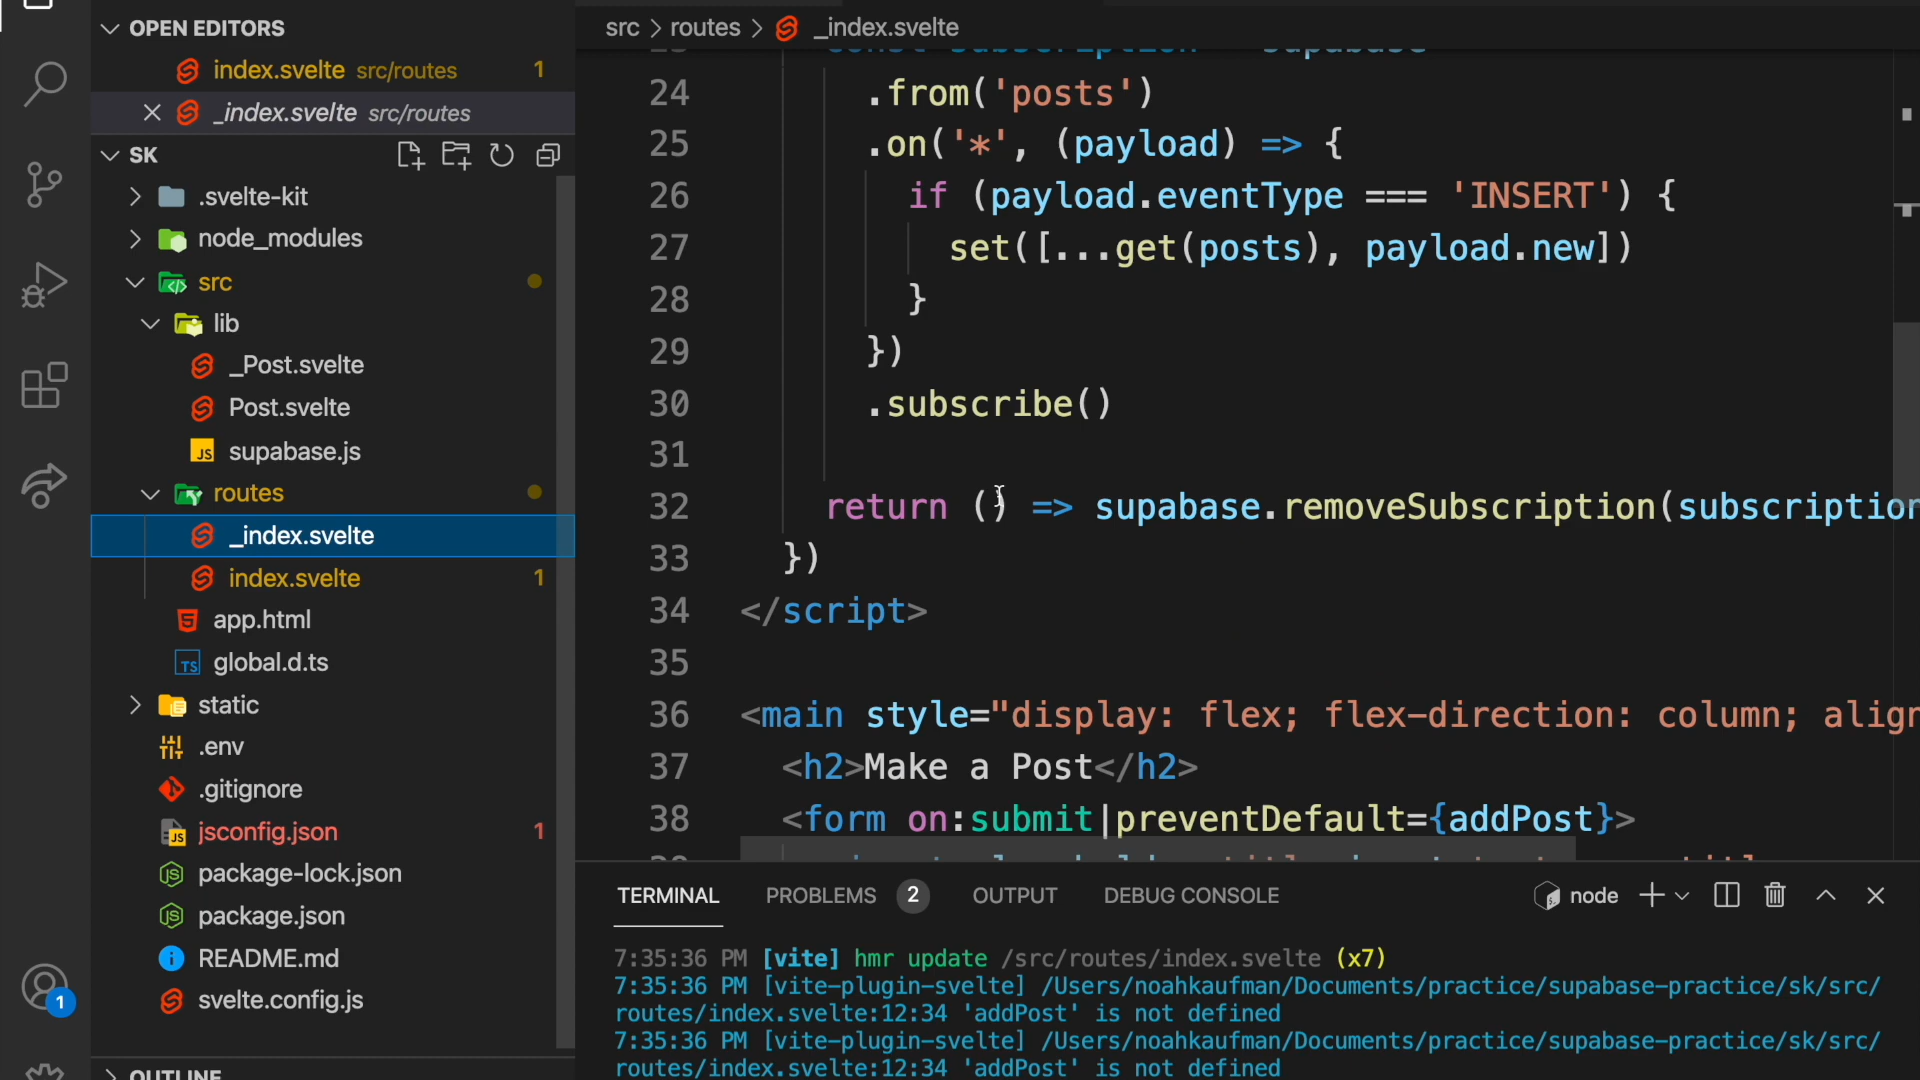 OPEN EDITORS
index.svelte src/routes 1
_index.svelte src/routes
SK
.svelte-kit
node_modules
src
lib
_Post.svelte
Post.svelte
JS supabase.js
routes
_index.svelte
index.svelte 1
app.html
TS global.d.ts
static
.env
.gitignore
JS jsconfig.json 1
package-lock.json
package.json
README.md
svelte.config.js
OUTLINE
1
src > routes > _index.svelte
23 const subscription = supabase
24 .from('posts')
25 .on('*', (payload) => {
26 if (payload.eventType === 'INSERT') {
27 set([...get(posts), payload.new])
28 }
29 })
30 .subscribe()
31
32 return () => supabase.removeSubscription(subscription
33 })
34 </script>
35
36 <main style="display: flex; flex-direction: column; align
37 <h2>Make a Post</h2>
38 <form on:submit|preventDefault={addPost}>
TERMINAL PROBLEMS 2 OUTPUT DEBUG CONSOLE node
7:35:36 PM [vite] hmr update /src/routes/index.svelte (x7)
7:35:36 PM [vite-plugin-svelte] /Users/noahkaufman/Documents/practice/supabase-practice/sk/src/
routes/index.svelte:12:34 'addPost' is not defined
7:35:36 PM [vite-plugin-svelte] /Users/noahkaufman/Documents/practice/supabase-practice/sk/src/
routes/index.svelte:12:34 'addPost' is not defined